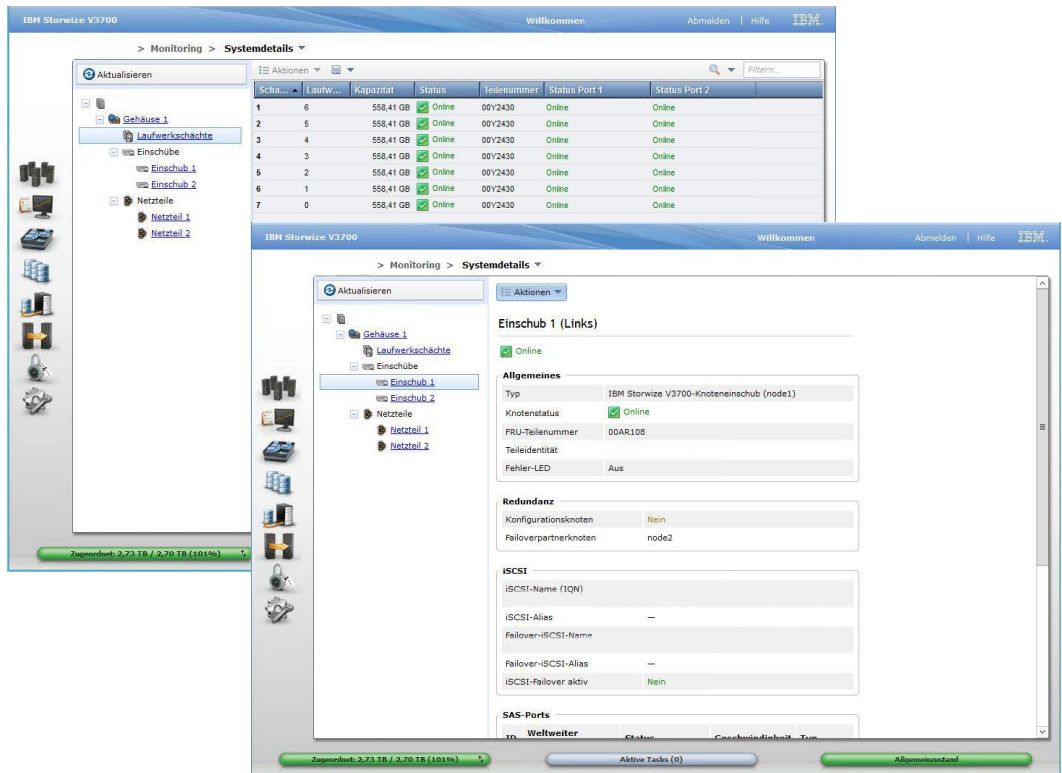 IBM Storwize V3700 Willkommen Abmelden | Hilfe IBM.
> Monitoring > Systemdetails
Aktualisieren
Aktionen
Filtern...
Gehäuse 1
Laufwerkschächte
Einschübe
Einschub 1
Einschub 2
Netzteile
Netzteil 1
Netzteil 2
Scha... Laufw... Kapazität Status Teilenummer Status Port 1 Status Port 2
1 6 558,41 GB Online 00Y2430 Online Online
2 5 558,41 GB Online 00Y2430 Online Online
3 4 558,41 GB Online 00Y2430 Online Online
4 3 558,41 GB Online 00Y2430 Online Online
5 2 558,41 GB Online 00Y2430 Online Online
6 1 558,41 GB Online 00Y2430 Online Online
7 0 558,41 GB Online 00Y2430 Online Online
Zugeordnet: 2,73 TB / 2,70 TB (101%)
IBM Storwize V3700 Willkommen Abmelden | Hilfe IBM.
> Monitoring > Systemdetails
Aktualisieren
Gehäuse 1
Laufwerkschächte
Einschübe
Einschub 1
Einschub 2
Netzteile
Netzteil 1
Netzteil 2
Aktionen
Einschub 1 (Links)
Online
Allgemeines
Typ IBM Storwize V3700-Knoteneinschub (node1)
Knotenstatus Online
FRU-Teilenummer 00AR108
Teileidentität
Fehler-LED Aus
Redundanz
Konfigurationsknoten Nein
Failoverpartnerknoten node2
iSCSI
iSCSI-Name (IQN)
iSCSI-Alias —
Failover-iSCSI-Name
Failover-iSCSI-Alias —
iSCSI-Failover aktiv Nein
SAS-Ports
ID Weltweiter Status Geschwindigkeit Typ
Zugeordnet: 2,73 TB / 2,70 TB (101%) Aktive Tasks (0) Allgemeinzustand